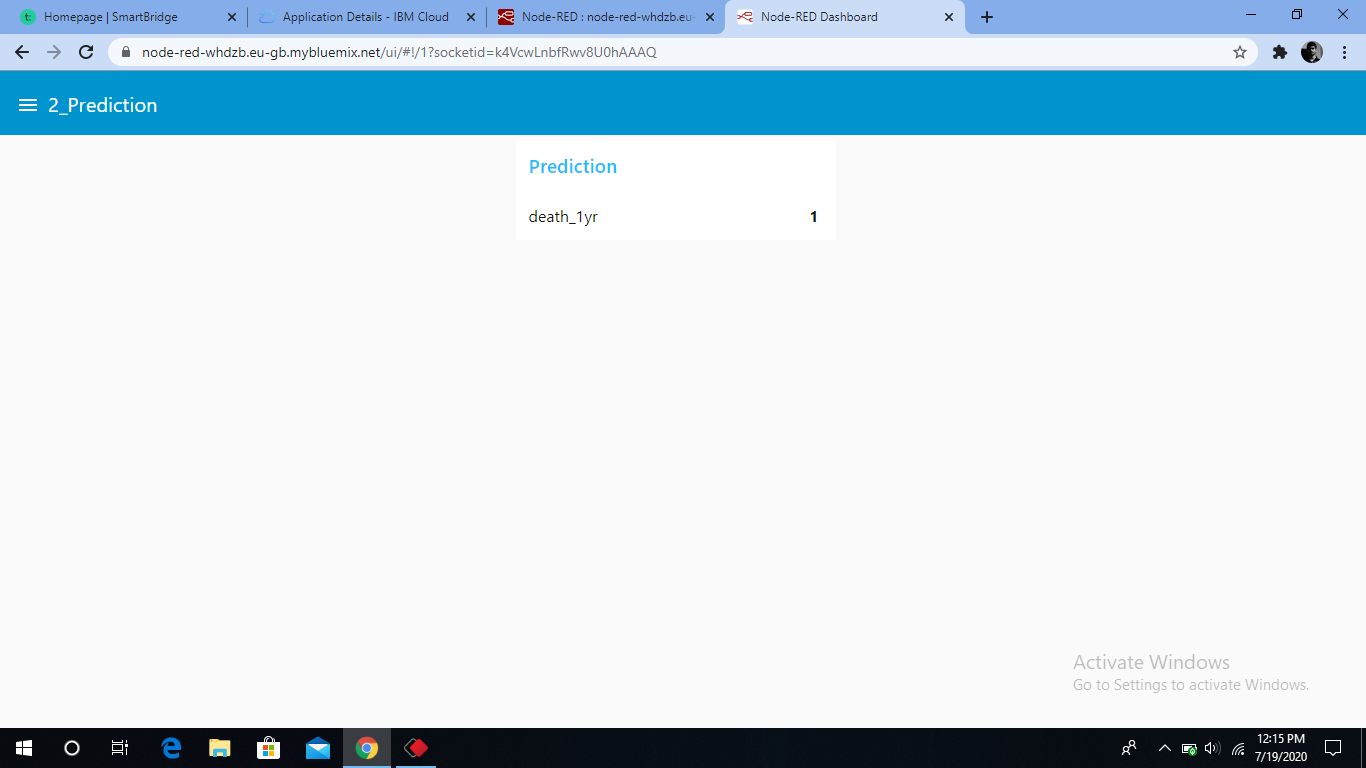 t Homepage | SmartBridge
Application Details - IBM Cloud
Node-RED : node-red-whdzb.eu-
Node-RED Dashboard
node-red-whdzb.eu-gb.mybluemix.net/ui/#!/1?socketid=k4VcwLnbfRwv8U0hAAAQ
2_Prediction
Prediction
death_1yr 1
Activate Windows
Go to Settings to activate Windows.
12:15 PM
7/19/2020